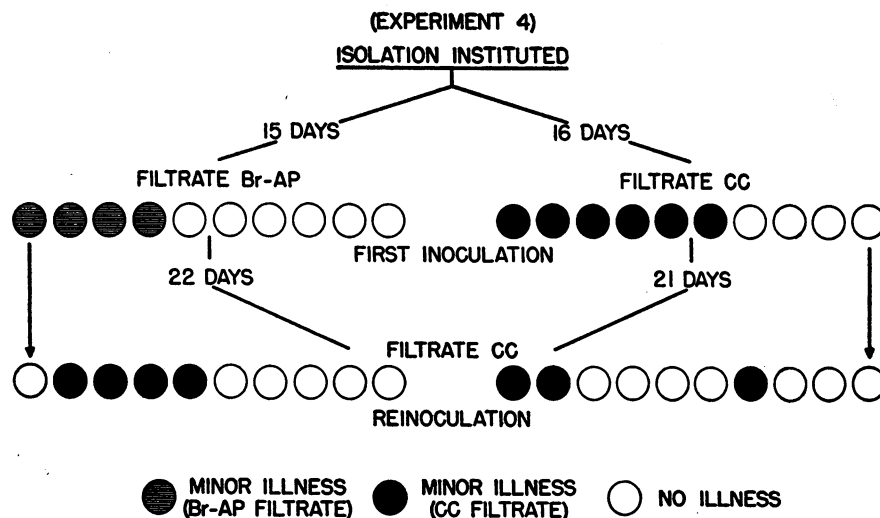 (EXPERIMENT 4)
ISOLATION INSTITUTED
15 DAYS
16 DAYS
FILTRATE Br-AP
FILTRATE CC
FIRST INOCULATION
22 DAYS
21 DAYS
FILTRATE CC
REINOCULATION
MINOR ILLNESS
(Br-AP FILTRATE)
MINOR ILLNESS
(CC FILTRATE)
NO ILLNESS